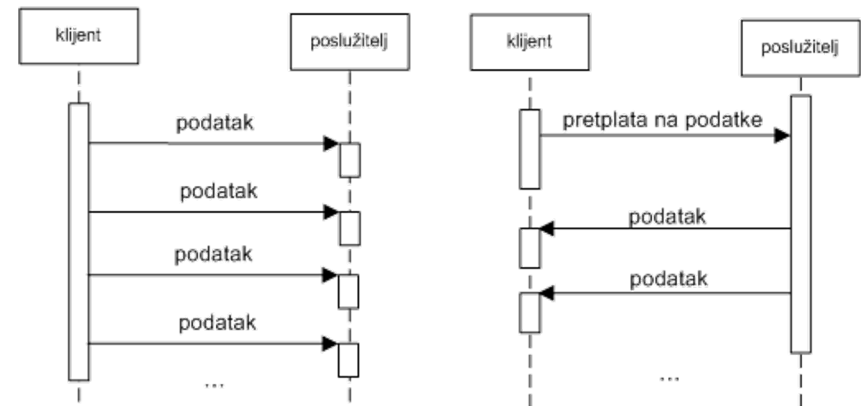 klijent
poslužitelj
podatak
podatak
podatak
podatak
...
klijent
poslužitelj
pretplata na podatke
podatak
podatak
...